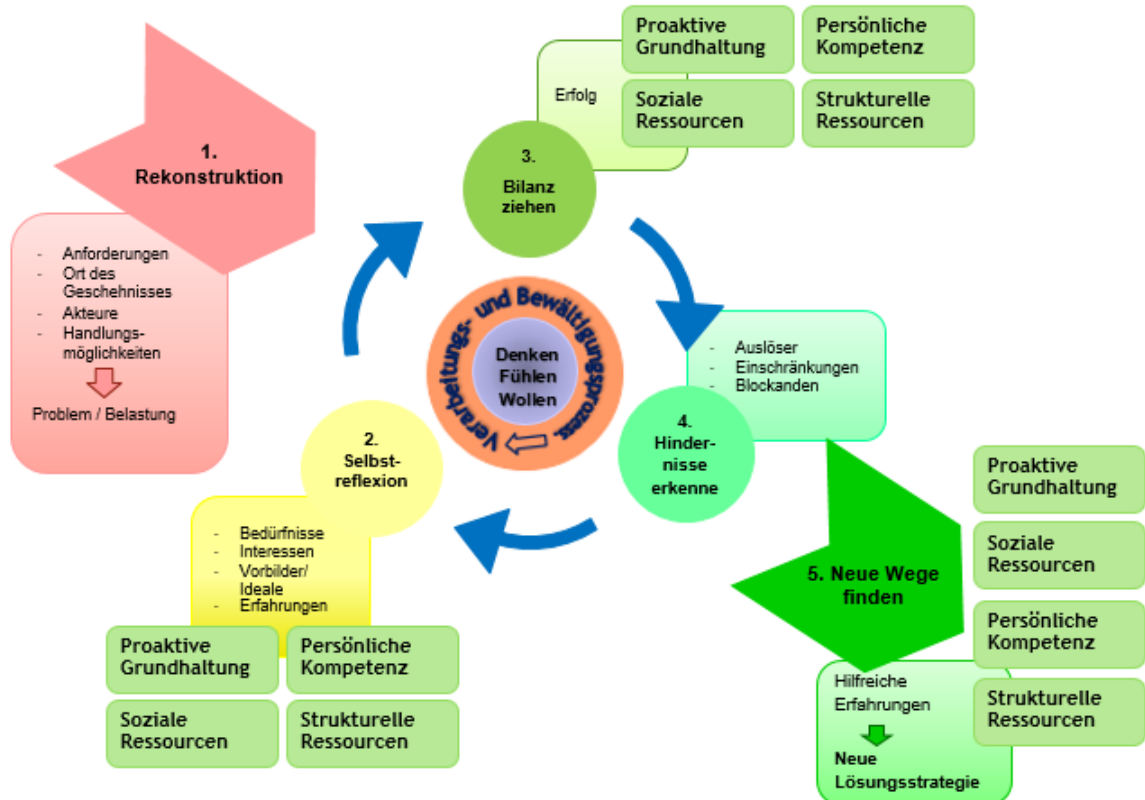 1.
Rekonstruktion
- Anforderungen
- Ort des
Geschehnisses
- Akteure
- Handlungs-
möglichkeiten
Problem / Belastung
2.
Selbst-
reflexion
- Bedürfnisse
- Interessen
- Vorbilder/
Ideale
- Erfahrungen
Proaktive
Grundhaltung
Persönliche
Kompetenz
Soziale
Ressourcen
Strukturelle
Ressourcen
3.
Bilanz
ziehen
Erfolg
Proaktive
Grundhaltung
Persönliche
Kompetenz
Soziale
Ressourcen
Strukturelle
Ressourcen
Verarbeitungs- und Bewältigungsprozess,
Denken
Fühlen
Wollen
4.
Hinder-
nisse
erkenne
- Auslöser
- Einschränkungen
- Blockanden
5. Neue Wege
finden
Hilfreiche
Erfahrungen
Neue
Lösungsstrategie
Proaktive
Grundhaltung
Soziale
Ressourcen
Persönliche
Kompetenz
Strukturelle
Ressourcen